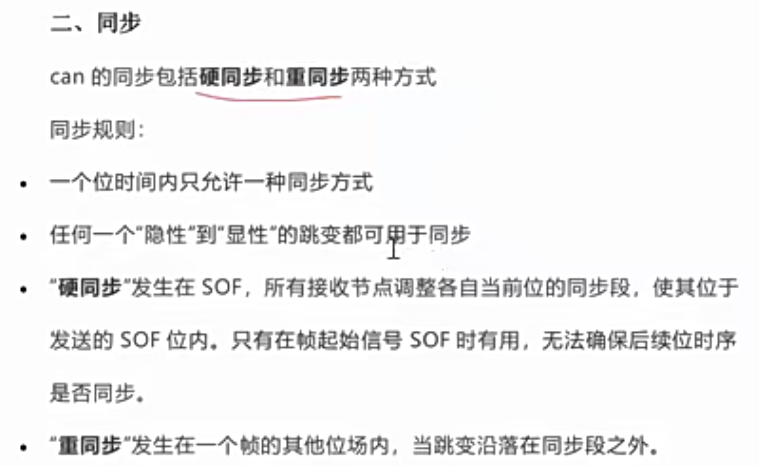 二、同步
can 的同步包括硬同步和重同步两种方式
同步规则：
• 一个位时间内只允许一种同步方式
• 任何一个“隐性”到“显性”的跳变都可用于同步
• “硬同步”发生在 SOF，所有接收节点调整各自当前位的同步段，使其位于
发送的 SOF 位内。只有在帧起始信号 SOF 时有用，无法确保后续位时序
是否同步。
• “重同步”发生在一个帧的其他位场内，当跳变沿落在同步段之外。